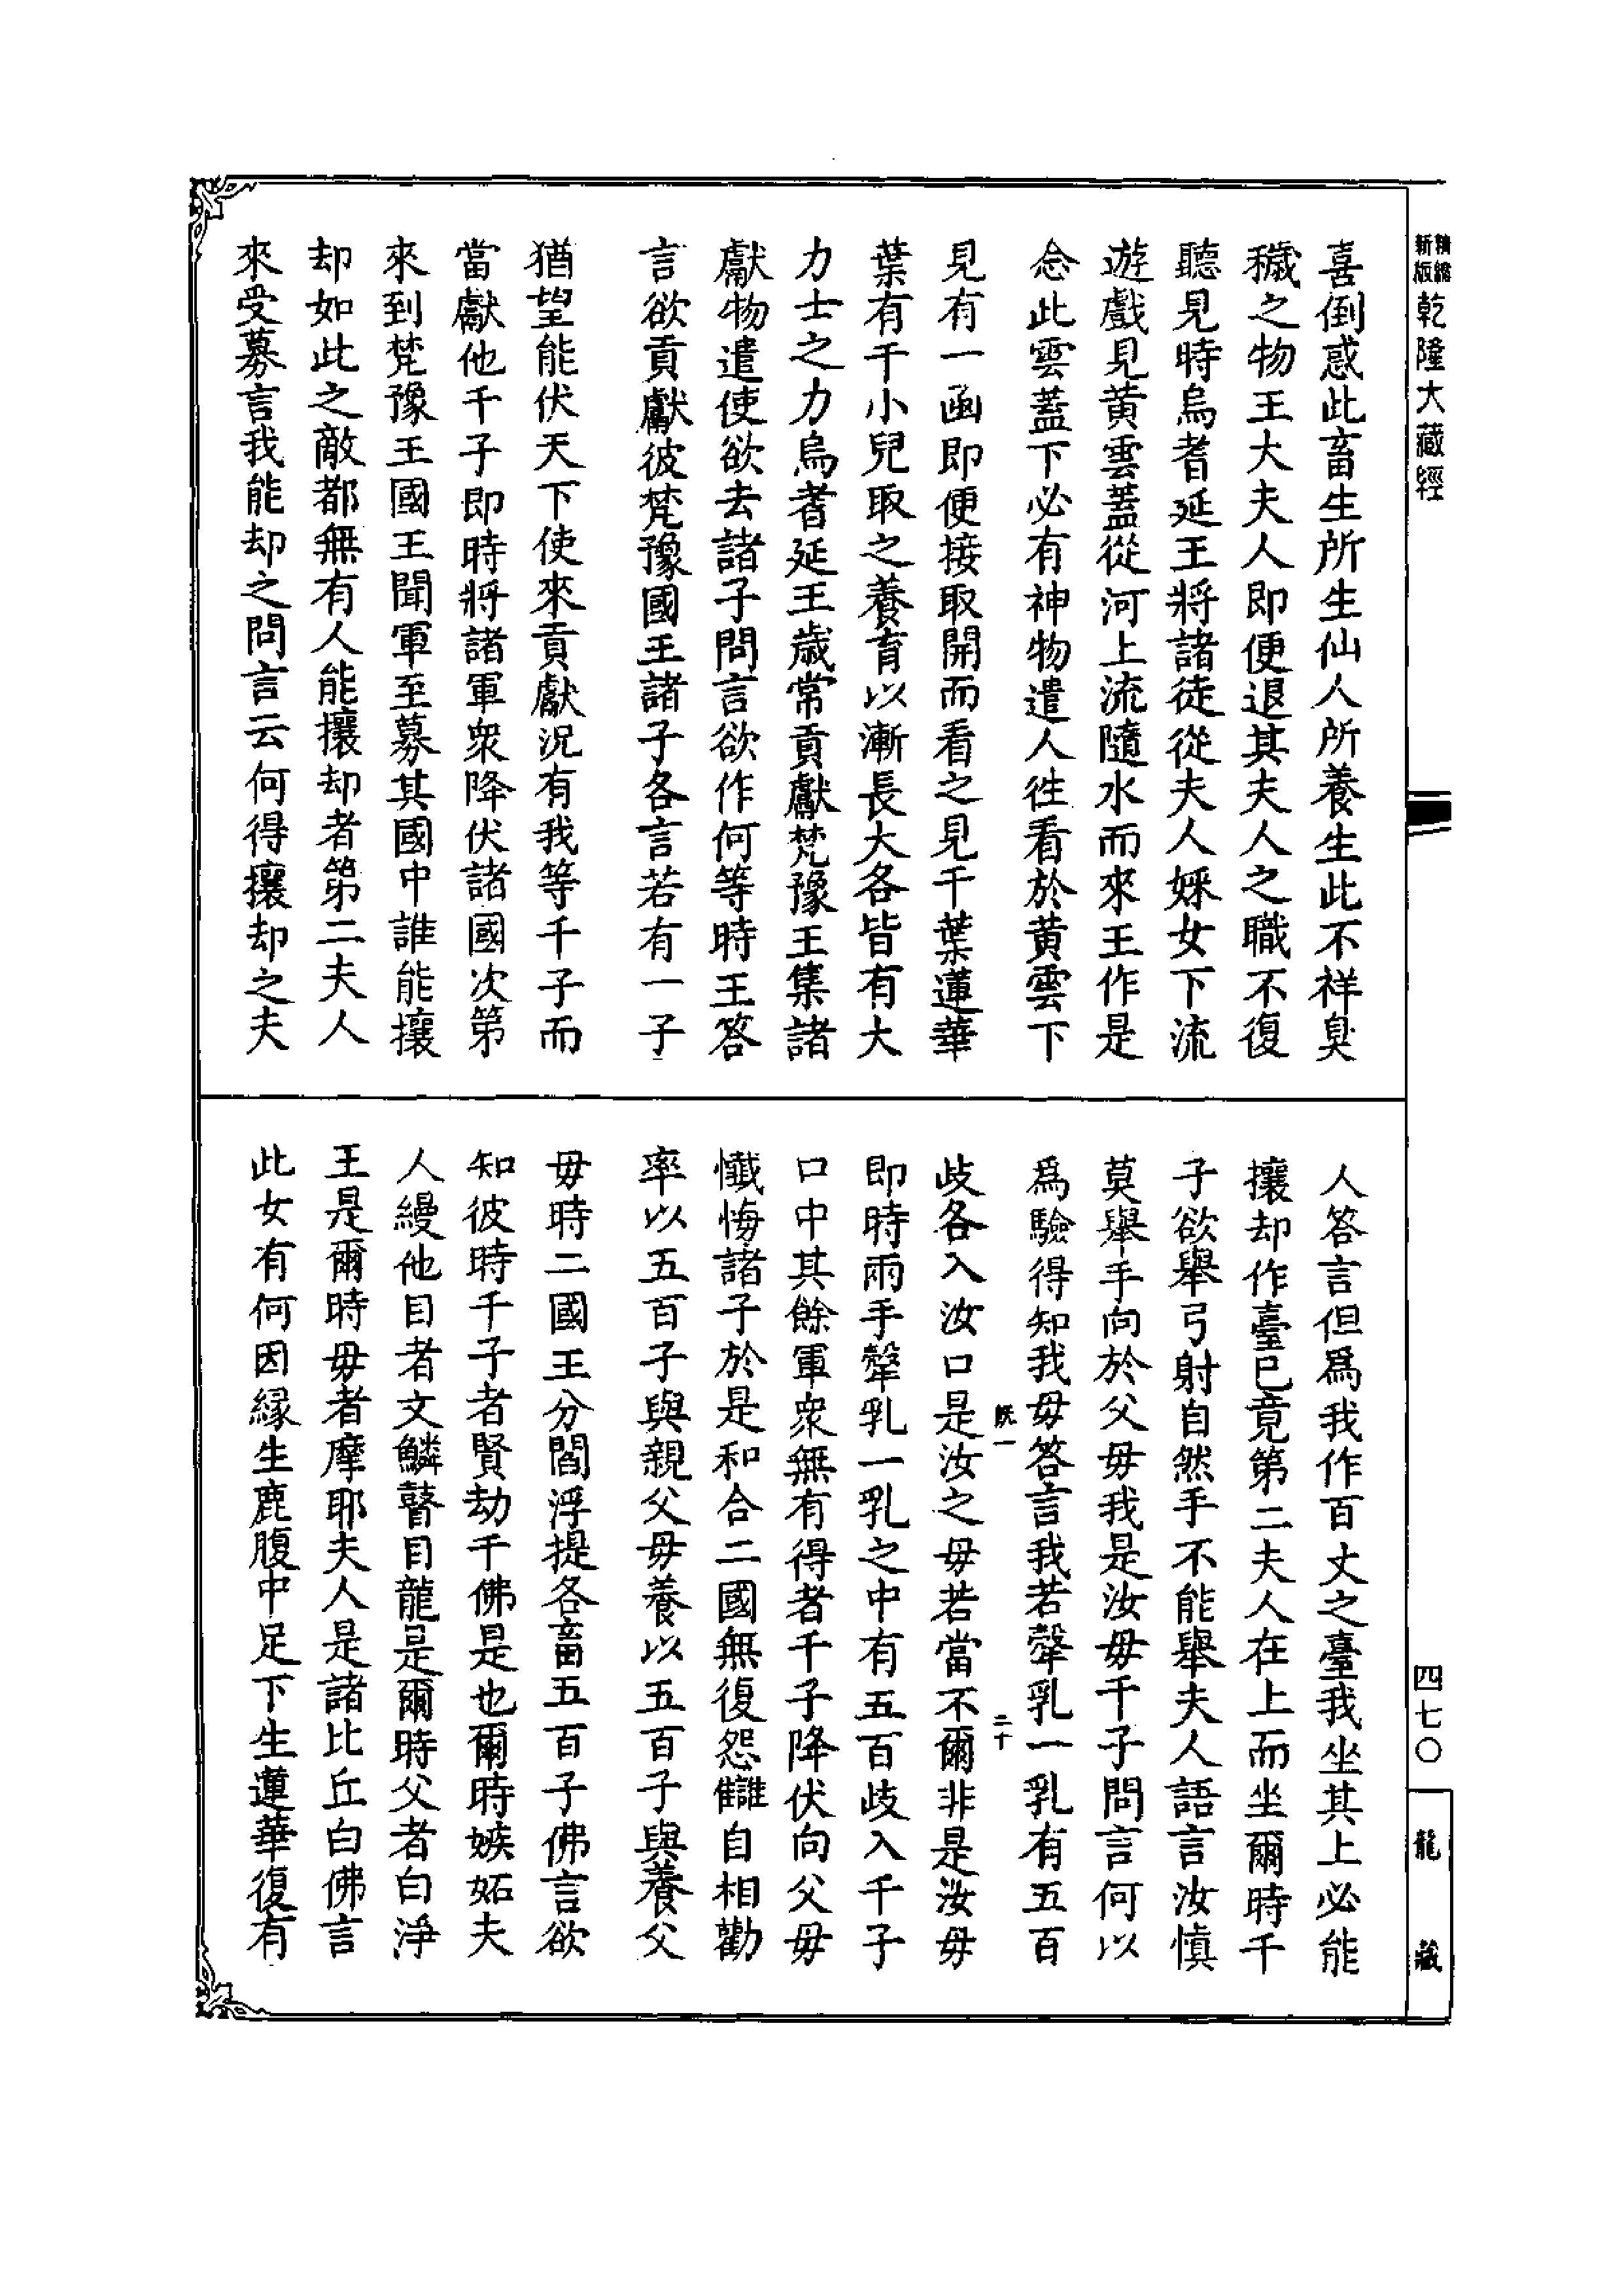 新版
精縮
乾隆大藏經
喜倒惑此畜生所生仙人所養生此不祥臭
穢之物王大夫人即便退其夫人之職不復
聽見時烏耆延王將諸徒從夫人婇女下流
遊戲見黃雲蓋從河上流隨水而來王作是
念此雲蓋下必有神物遣人徃看於黃雲下
見有一函即便接取開而看之見千葉蓮華
葉有千小兒取之養育以漸長大各皆有大
力士之力烏耆延王歲常貢獻梵豫王集諸
獻物遣使欲去諸子問言欲作何等時王答
言欲貢獻彼梵豫國王諸子各言若有一子
猶望能伏天下使來貢獻況有我等千子而
當獻他千子即時將諸軍衆降伏諸國次第
來到梵豫王國王聞軍至募其國中誰能攘
却如此之敵都無有人能攘却者第二夫人
來受募言我能却之問言云何得攘却之夫
人答言但爲我作百丈之臺我坐其上必能
攘却作臺已竟第二夫人在上而坐爾時千
子欲舉弓射自然手不能舉夫人語言汝慎
莫舉手向於父母我是汝母千子問言何以
爲驗得知我母答言我若𤚲乳一乳有五百
歧各入汝口是汝之母若當不爾非是汝母
即時兩手𤚲乳一乳之中有五百歧入千子
口中其餘軍衆無有得者千子降伏向父母
懺悔諸子於是和合二國無復怨讎自相勸
率以五百子與親父母養以五百子與養父
母時二國王分閻浮提各畜五百子佛言欲
知彼時千子者賢劫千佛是也爾時嫉妬夫
人縵他目者文鱗瞽目龍是爾時父者白淨
王是爾時母者摩耶夫人是諸比丘白佛言
此女有何因緣生鹿腹中足下生蓮華復有
一
二十
四七〇
龍藏